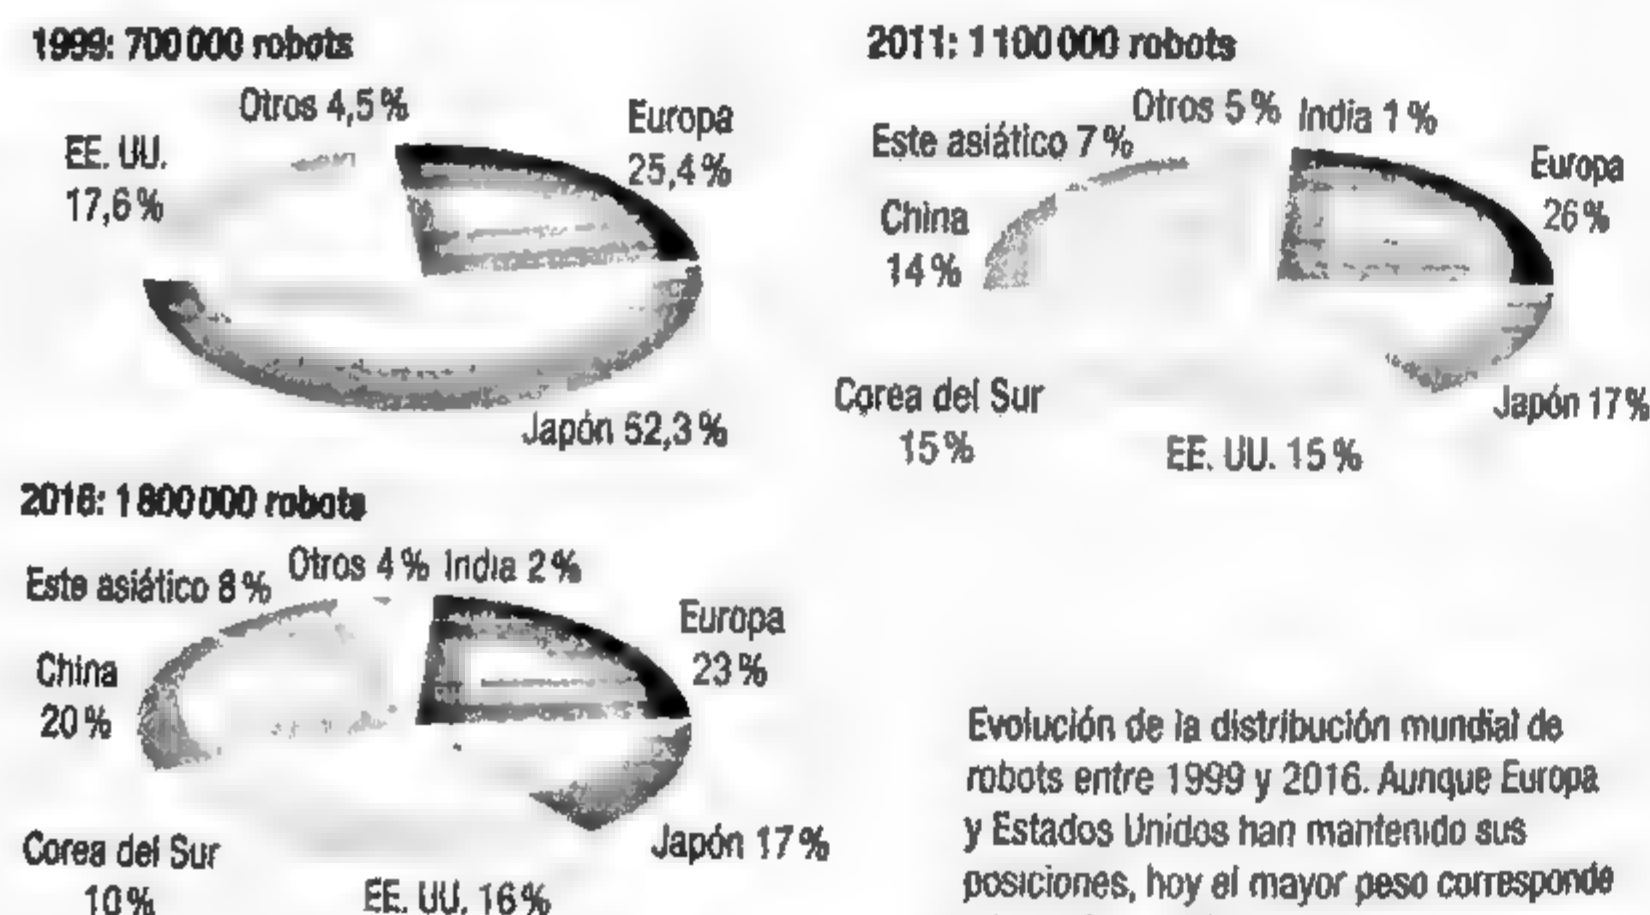 1999: 700 000 robots
Otros 4,5 %
Europa
25,4 %
EE. UU.
17,6 %
Japón 52,3 %
2011: 1 100 000 robots
Otros 5 %
India 1 %
Este asiático 7 %
Europa
26 %
China
14 %
Corea del Sur
15 %
EE. UU. 15 %
Japón 17 %
2016: 1 800 000 robots
Este asiático 8 %
Otros 4 %
India 2 %
Europa
23 %
China
20 %
Corea del Sur
10 %
EE. UU. 16 %
Japón 17 %
Evolución de la distribución mundial de
robots entre 1999 y 2016. Aunque Europa
y Estados Unidos han mantenido sus
posiciones, hoy el mayor peso corresponde